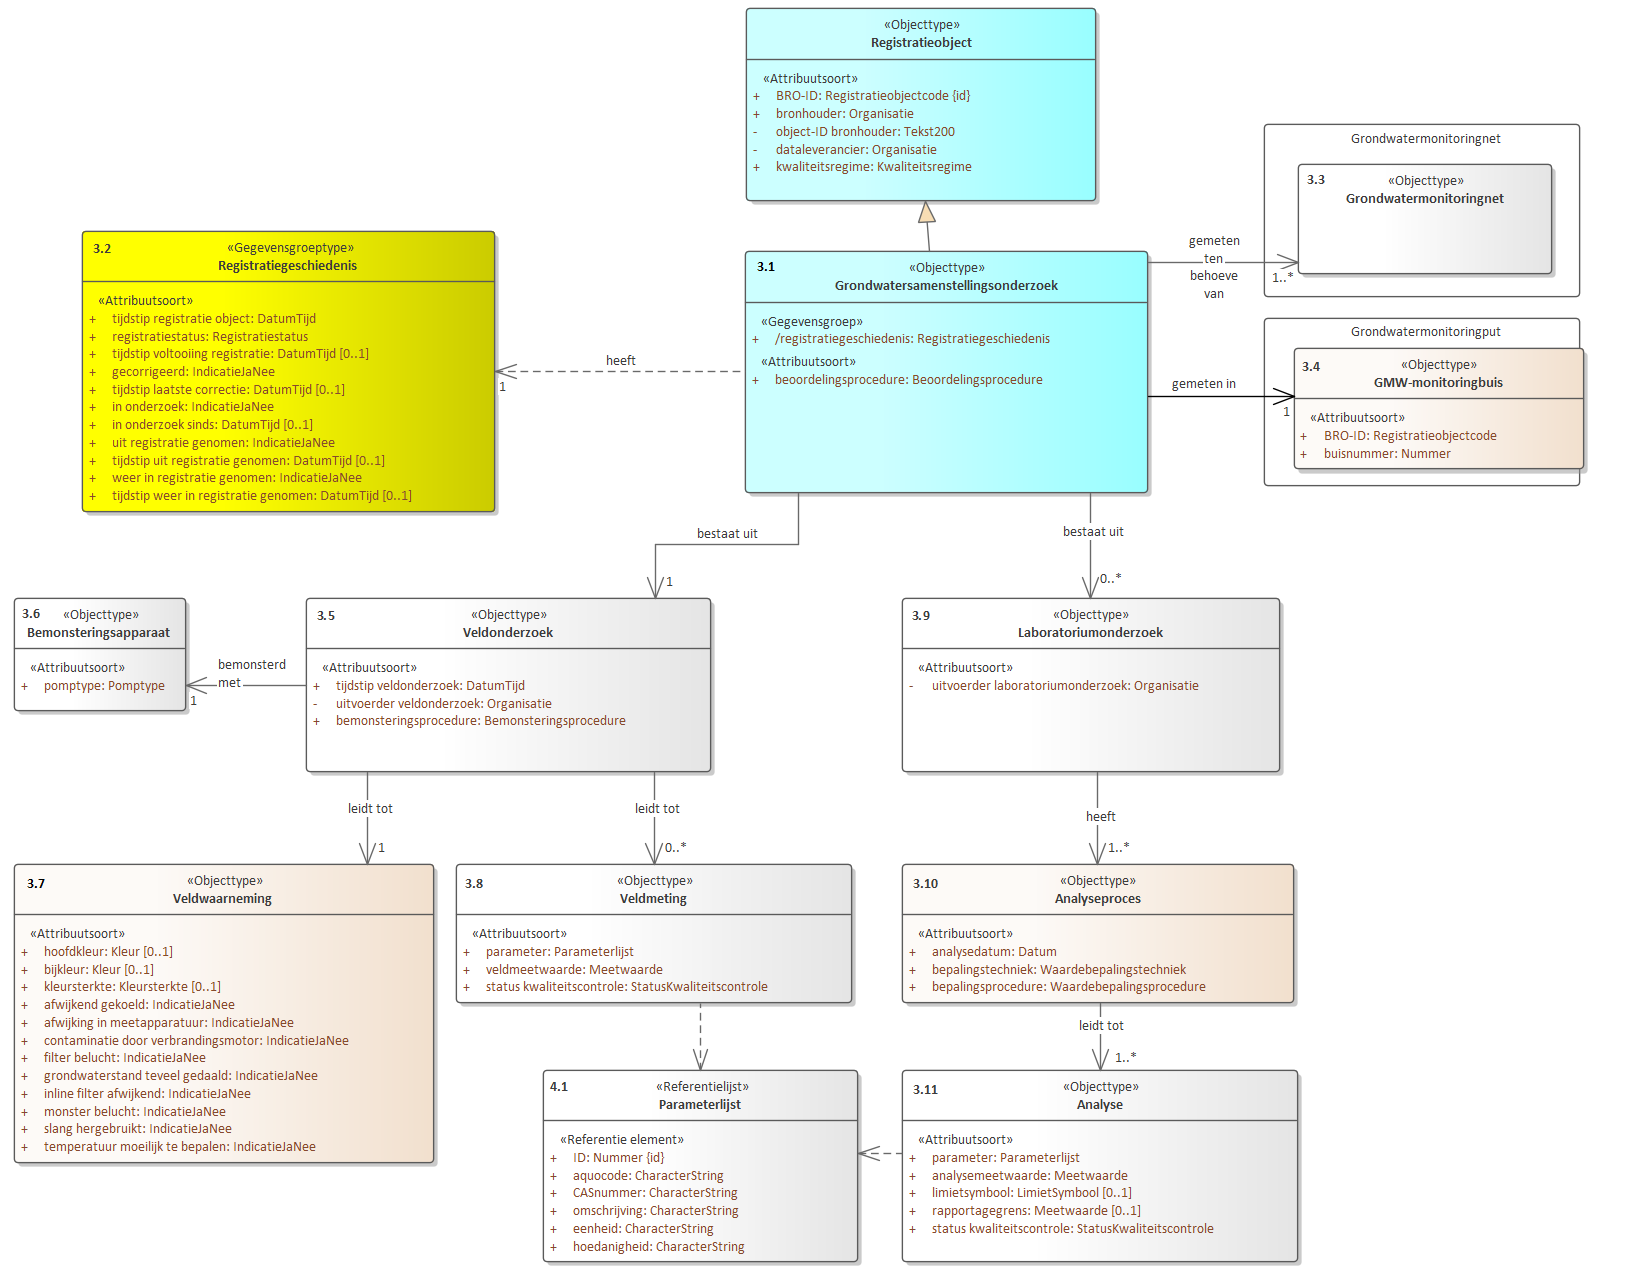 «Objecttype»
Registratieobject
«Attribuutsoort»
+ BRO-ID: Registratieobjectcode {id}
+ bronhouder: Organisatie
- object-ID bronhouder: Tekst200
- dataleverancier: Organisatie
+ kwaliteitsregime: Kwaliteitsregime
Grondwatermonitoringnet
3.3 «Objecttype»
Grondwatermonitoringnet
3.2 «Gegevensgroeptype»
Registratiegeschiedenis
«Attribuutsoort»
+ tijdstip registratie object: DatumTijd
+ registratiestatus: Registratiestatus
+ tijdstip voltooiing registratie: DatumTijd [0..1]
+ gecorrigeerd: IndicatieJaNee
+ tijdstip laatste correctie: DatumTijd [0..1]
+ in onderzoek: IndicatieJaNee
+ in onderzoek sinds: DatumTijd [0..1]
+ uit registratie genomen: IndicatieJaNee
+ tijdstip uit registratie genomen: DatumTijd [0..1]
+ weer in registratie genomen: IndicatieJaNee
+ tijdstip weer in registratie genomen: DatumTijd [0..1]
heeft
1
3.1 «Objecttype»
Grondwatersamenstellingsonderzoek
«Gegevensgroep»
+ /registratiegeschiedenis: Registratiegeschiedenis
«Attribuutsoort»
+ beoordelingsprocedure: Beoordelingsprocedure
gemeten
ten
behoeve
van
1..*
Grondwatermonitoringput
3.4 «Objecttype»
GMW-monitoringbuis
«Attribuutsoort»
+ BRO-ID: Registratieobjectcode
+ buisnummer: Nummer
gemeten in
1
bestaat uit
1
bestaat uit
0..*
3.6 «Objecttype»
Bemonsteringsapparaat
«Attribuutsoort»
+ pomptype: Pomptype
bemonsterd
met
1
3.5 «Objecttype»
Veldonderzoek
«Attribuutsoort»
+ tijdstip veldonderzoek: DatumTijd
- uitvoerder veldonderzoek: Organisatie
+ bemonsteringsprocedure: Bemonsteringsprocedure
3.9 «Objecttype»
Laboratoriumonderzoek
«Attribuutsoort»
- uitvoerder laboratoriumonderzoek: Organisatie
leidt tot
1
leidt tot
0..*
heeft
1..*
3.7 «Objecttype»
Veldwaarneming
«Attribuutsoort»
+ hoofdkleur: Kleur [0..1]
+ bijkleur: Kleur [0..1]
+ kleursterkte: Kleursterkte [0..1]
+ afwijkend gekoeld: IndicatieJaNee
+ afwijking in meetapparatuur: IndicatieJaNee
+ contaminatie door verbrandingsmotor: IndicatieJaNee
+ filter belucht: IndicatieJaNee
+ grondwaterstand teveel gedaald: IndicatieJaNee
+ inline filter afwijkend: IndicatieJaNee
+ monster belucht: IndicatieJaNee
+ slang hergebruikt: IndicatieJaNee
+ temperatuur moeilijk te bepalen: IndicatieJaNee
3.8 «Objecttype»
Veldmeting
«Attribuutsoort»
+ parameter: Parameterlijst
+ veldmeetwaarde: Meetwaarde
+ status kwaliteitscontrole: StatusKwaliteitscontrole
3.10 «Objecttype»
Analyseproces
«Attribuutsoort»
+ analysedatum: Datum
+ bepalingstechniek: Waardebepalingstechniek
+ bepalingsprocedure: Waardebepalingsprocedure
leidt tot
1..*
4.1 «Referentielijst»
Parameterlijst
«Referentie element»
+ ID: Nummer {id}
+ aquocode: CharacterString
+ CASnummer: CharacterString
+ omschrijving: CharacterString
+ eenheid: CharacterString
+ hoedanigheid: CharacterString
3.11 «Objecttype»
Analyse
«Attribuutsoort»
+ parameter: Parameterlijst
+ analysemeetwaarde: Meetwaarde
+ limietsymbool: LimietSymbool [0..1]
+ rapportagegrens: Meetwaarde [0..1]
+ status kwaliteitscontrole: StatusKwaliteitscontrole